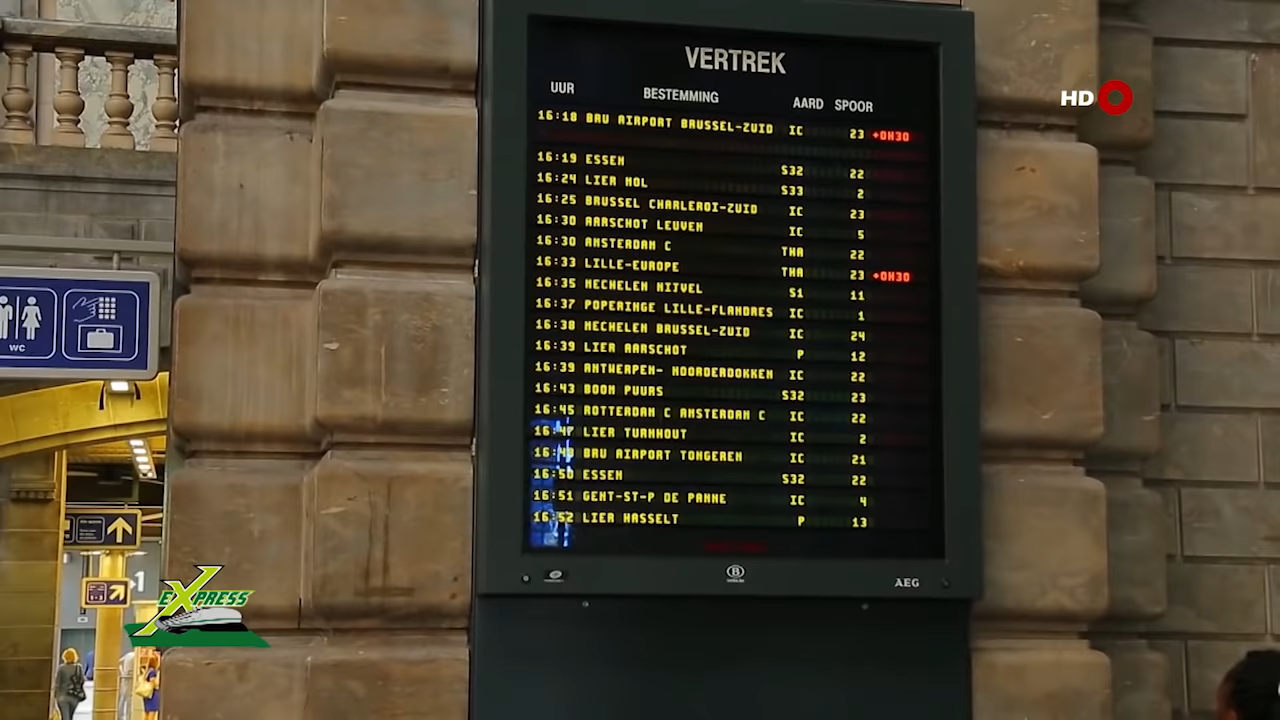 VERTREK
UUR BESTEMMING AARD SPOOR
HD
16:18 BRU AIRPORT BRUSSEL-ZUID IC 23 +0H30
16:19 ESSEN S32 22
16:24 LIER MOL S33 2
16:25 BRUSSEL CHARLEROI-ZUID IC 23
16:30 AARSCHOT LEUVEN IC 5
16:30 AMSTERDAM C THA 22
16:33 LILLE-EUROPE THA 23 +0H30
16:35 MECHELEN NIJVEL S1 11
16:37 POPERINGE LILLE-FLANDRES IC 1
16:38 MECHELEN BRUSSEL-ZUID IC 24
16:39 LIER AARSCHOT P 12
16:39 ANTWERPEN- NOORDERDOKKEN IC 22
16:43 BOOM PUURS S32 23
16:45 ROTTERDAM C AMSTERDAM C IC 22
16:47 LIER TURNHOUT IC 2
16:48 BRU AIRPORT TONGEREN IC 21
16:50 ESSEN S32 22
16:51 GENT-ST-P DE PANNE IC 4
16:52 LIER HASSELT P 13
WC
B
AEG
1
EXPRESS